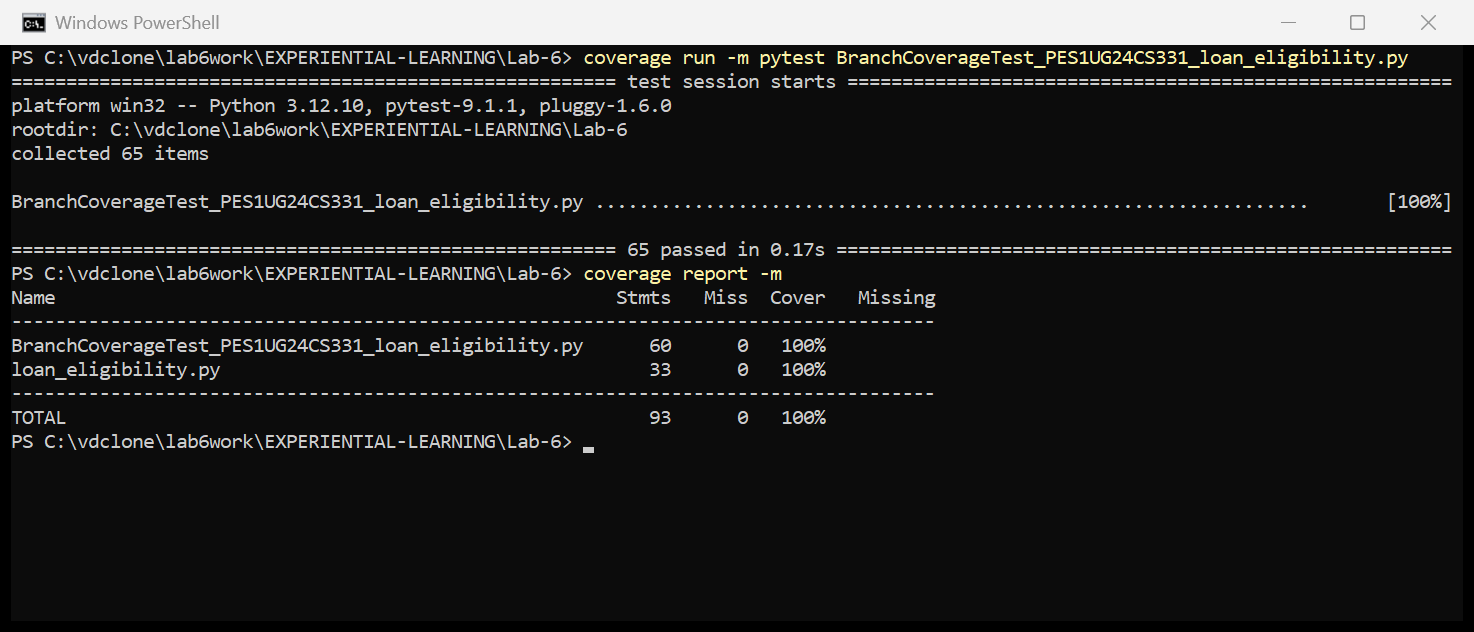 Windows PowerShell
PS C:\vdclone\lab6work\EXPERIENTIAL-LEARNING\Lab-6> coverage run -m pytest BranchCoverageTest_PES1UG24CS331_loan_eligibility.py
======================================================= test session starts =======================================================
platform win32 -- Python 3.12.10, pytest-9.1.1, pluggy-1.6.0
rootdir: C:\vdclone\lab6work\EXPERIENTIAL-LEARNING\Lab-6
collected 65 items
BranchCoverageTest_PES1UG24CS331_loan_eligibility.py .................................................................       [100%]
======================================================= 65 passed in 0.17s ========================================================
PS C:\vdclone\lab6work\EXPERIENTIAL-LEARNING\Lab-6> coverage report -m
Name                                                   Stmts   Miss  Cover   Missing
------------------------------------------------------------------------------------
BranchCoverageTest_PES1UG24CS331_loan_eligibility.py      60      0   100%
loan_eligibility.py                                       33      0   100%
------------------------------------------------------------------------------------
TOTAL                                                     93      0   100%
PS C:\vdclone\lab6work\EXPERIENTIAL-LEARNING\Lab-6>